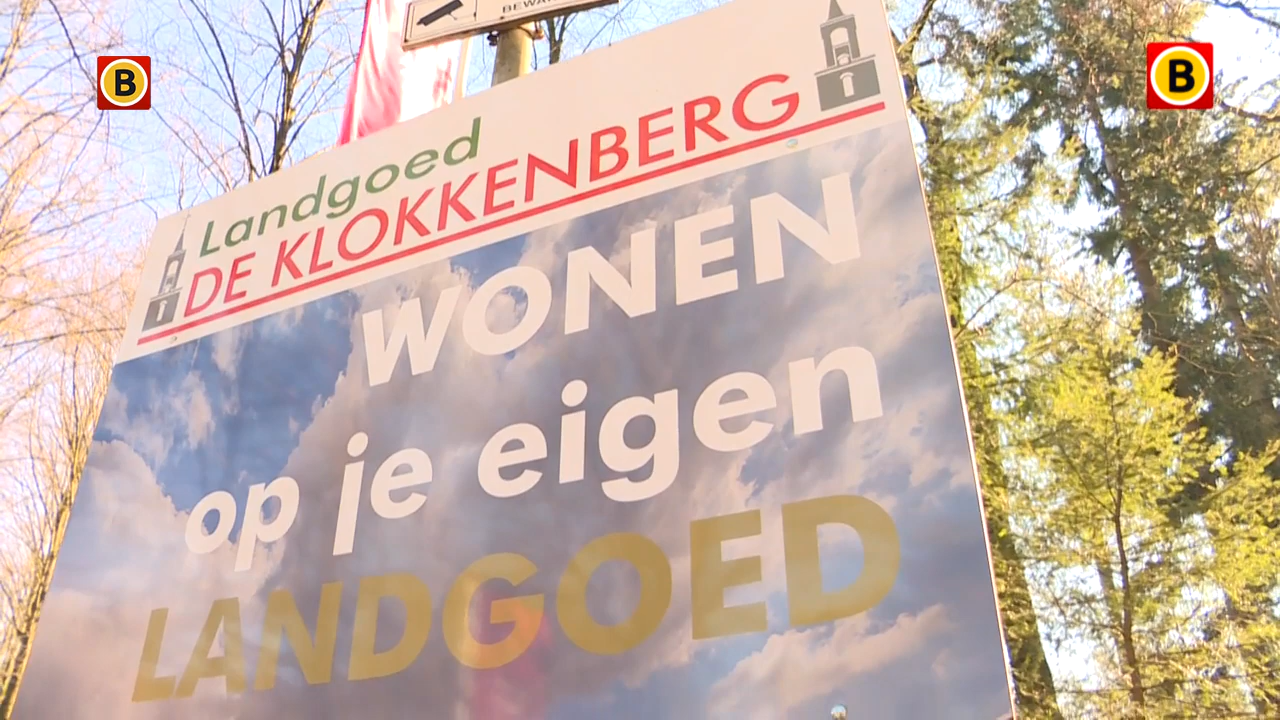 B
B
Landgoed
DE KLOKKENBERG
WONEN
op je eigen
LANDGOED